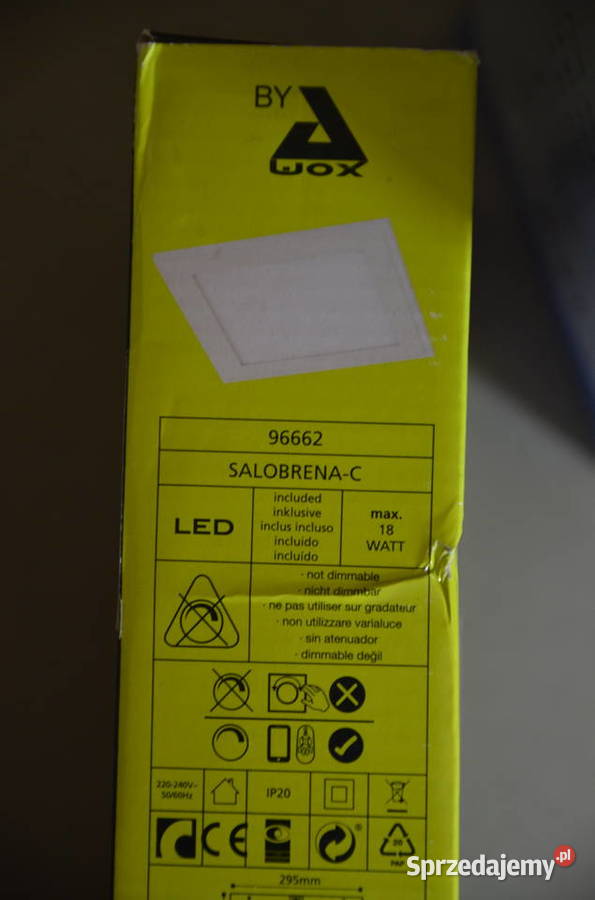 BY
AWOX
96662
SALOBRENA-C
LED
included
inklusive
inclus incluso
incluido
incluído
max.
18
WATT
· not dimmable
· nicht dimmbar
· ne pas utiliser sur gradateur
· non utilizzare varialuce
· sin atenuador
· dimmable değil
220-240V~
50/60Hz
IP20
CE
®
20
PAP
295mm
Sprzedajemy.pl